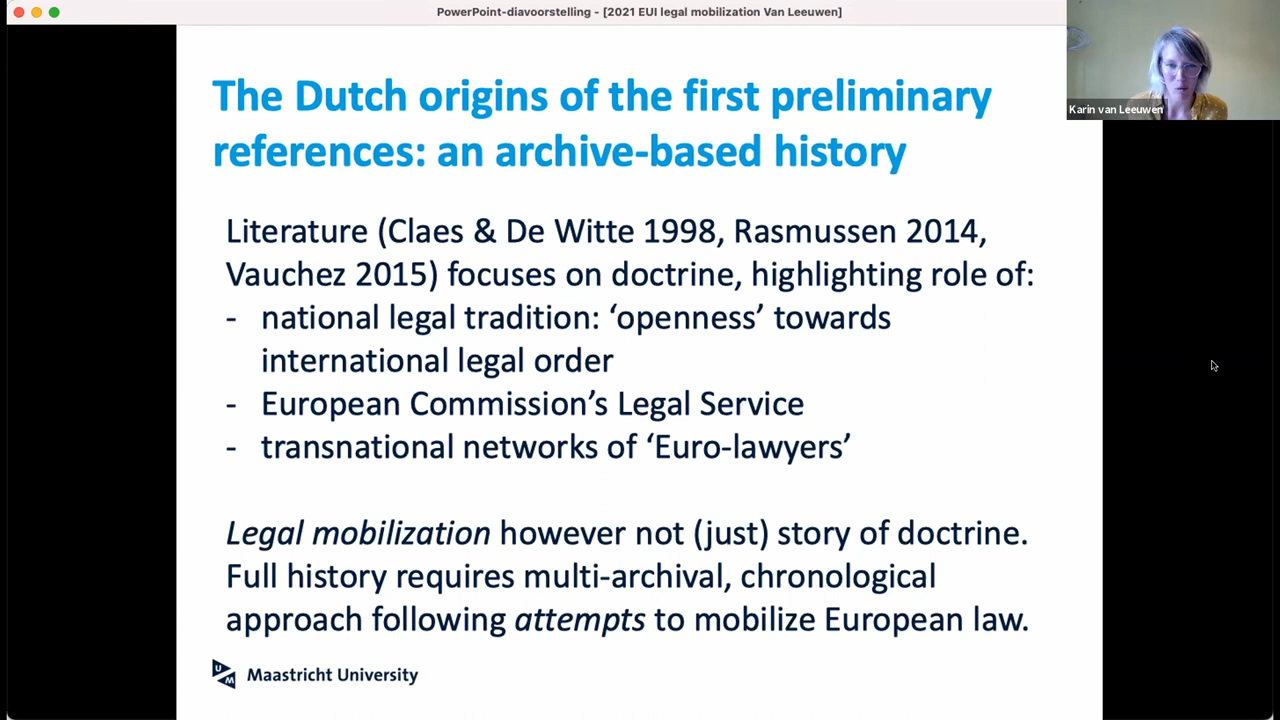 PowerPoint-diavoorstelling - [2021 EUI legal mobilization Van Leeuwen]
Karin van Leeuwen
The Dutch origins of the first preliminary
references: an archive-based history
Literature (Claes & De Witte 1998, Rasmussen 2014,
Vauchez 2015) focuses on doctrine, highlighting role of:
- national legal tradition: ‘openness’ towards
international legal order
- European Commission’s Legal Service
- transnational networks of ‘Euro-lawyers’
Legal mobilization however not (just) story of doctrine.
Full history requires multi-archival, chronological
approach following attempts to mobilize European law.
UM Maastricht University